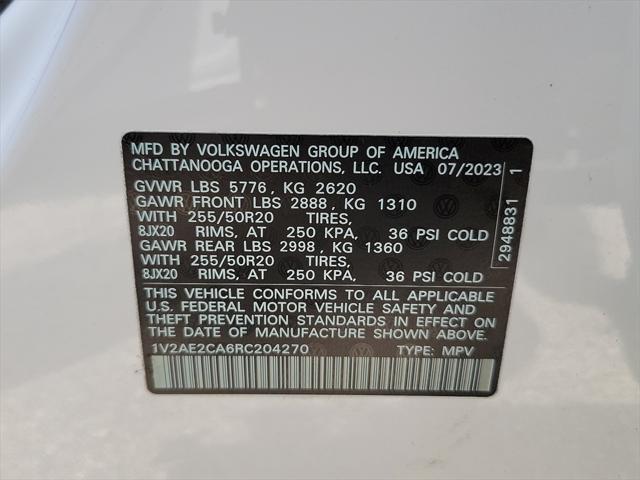 MFD BY VOLKSWAGEN GROUP OF AMERICA
CHATTANOOGA OPERATIONS, LLC. USA 07/2023
GVWR LBS 5776, KG 2620
GAWR FRONT LBS 2888, KG 1310
WITH 255/50R20 TIRES,
8JX20 RIMS, AT 250 KPA, 36 PSI COLD
GAWR REAR LBS 2998, KG 1360
WITH 255/50R20 TIRES,
8JX20 RIMS, AT 250 KPA, 36 PSI COLD
THIS VEHICLE CONFORMS TO ALL APPLICABLE
U.S. FEDERAL MOTOR VEHICLE SAFETY AND
THEFT PREVENTION STANDARDS IN EFFECT ON
THE DATE OF MANUFACTURE SHOWN ABOVE.
1V2AE2CA6RC204270 TYPE: MPV
2948831 1